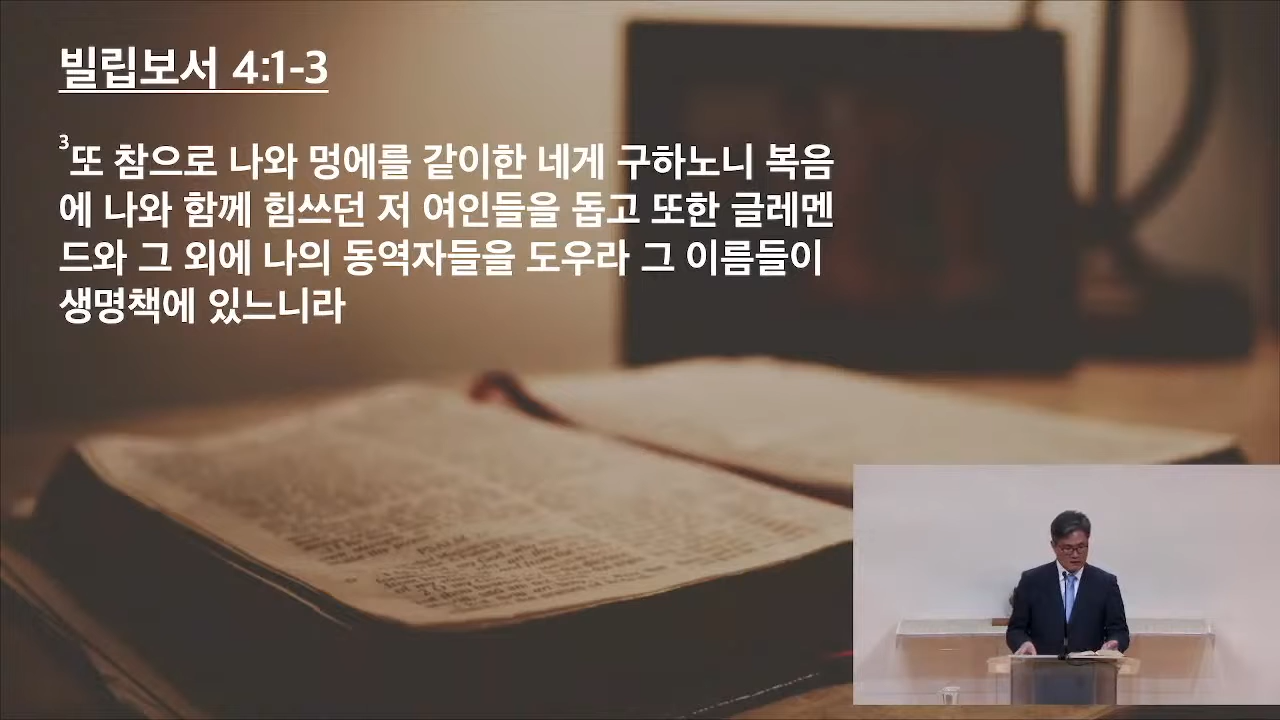 빌립보서 4:1-3
3또 참으로 나와 멍에를 같이한 네게 구하노니 복음
에 나와 함께 힘쓰던 저 여인들을 돕고 또한 글레멘
드와 그 외에 나의 동역자들을 도우라 그 이름들이
생명책에 있느니라